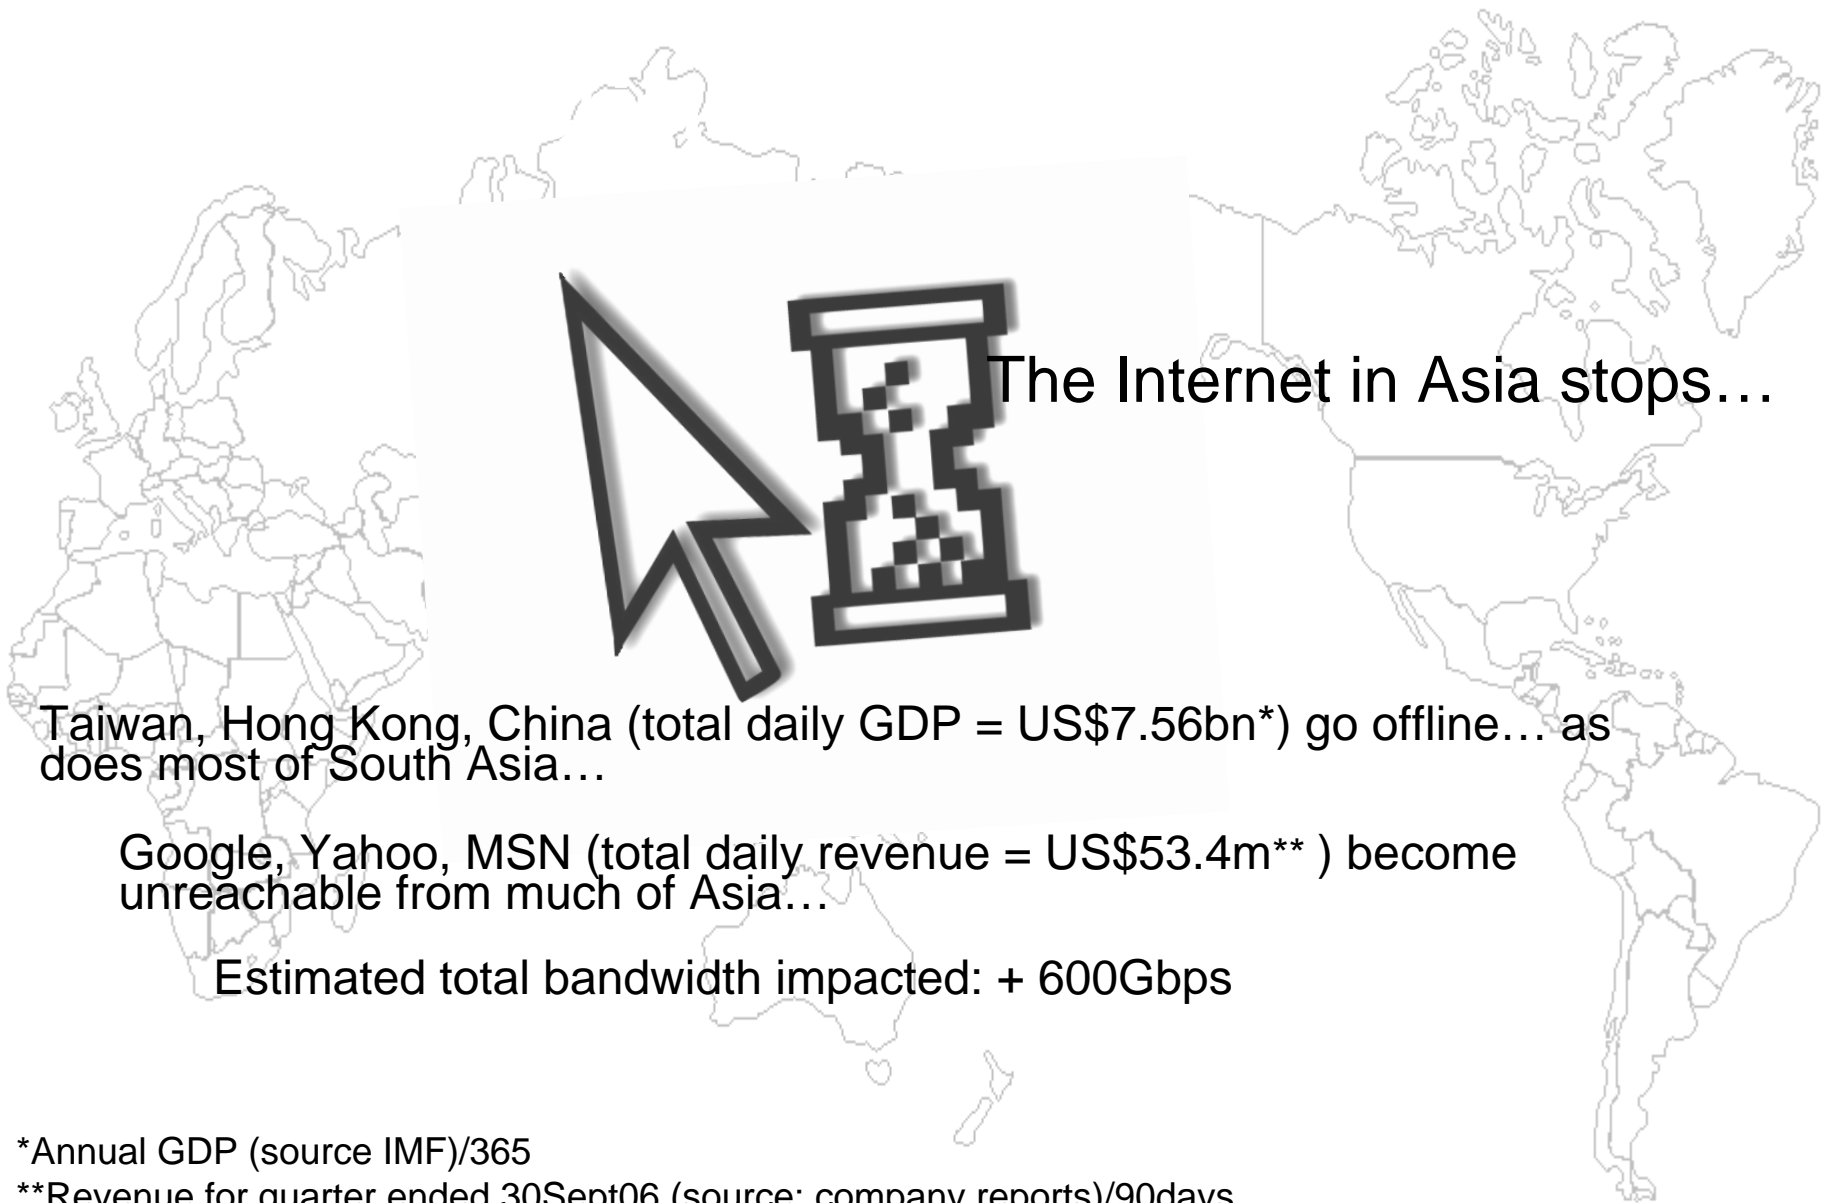 The Internet in Asia stops…
Taiwan, Hong Kong, China (total daily GDP = US$7.56bn*) go offline… as
does most of South Asia…
Google, Yahoo, MSN (total daily revenue = US$53.4m** ) become
unreachable from much of Asia…
Estimated total bandwidth impacted: + 600Gbps
*Annual GDP (source IMF)/365
**Revenue for quarter ended 30Sept06 (source: company reports)/90days